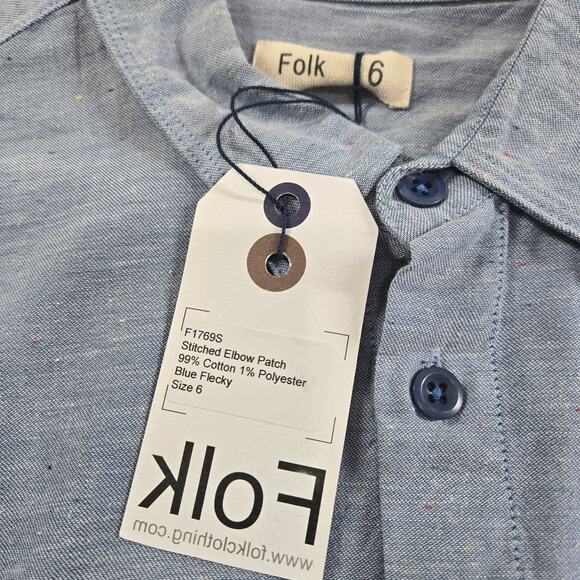 Folk 6
F1769S
Stitched Elbow Patch
99% Cotton 1% Polyester
Blue Flecky
Size 6
Folk
www.folkclothing.com